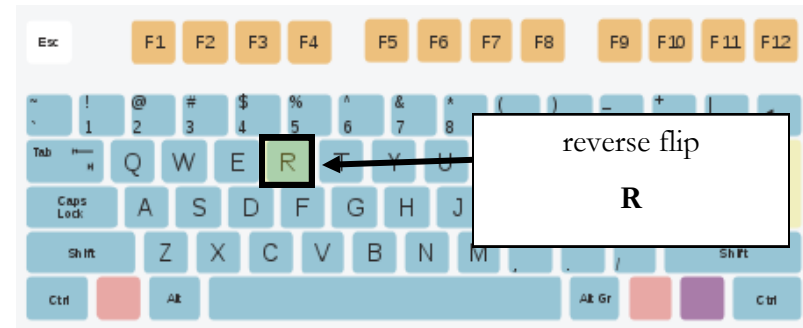 Esc F1 F2 F3 F4 F5 F6 F7 F8 F9 F10 F11 F12
~ ! @ # $ % ^ & * ( ) _ + |
` 1 2 3 4 5 6 7 8
Tab Q W E R T Y U
reverse flip
R
Caps Lock A S D F G H J
Shift Z X C V B N M , . / Shift
Ctrl Alt Alt Gr Ctrl